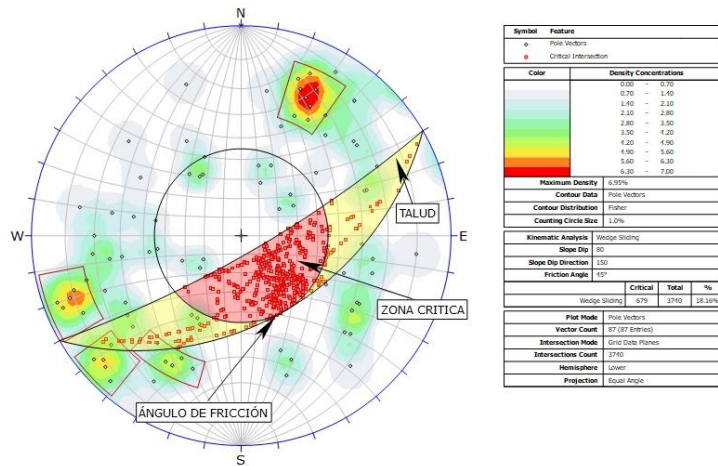 N
W
E
S
TALUD
ZONA CRITICA
ÁNGULO DE FRICCIÓN
Symbol Feature
Pole Vectors
Critical Intersection
Color Density Concentrations
0.00 - 0.70
0.70 - 1.40
1.40 - 2.10
2.10 - 2.80
2.80 - 3.50
3.50 - 4.20
4.20 - 4.90
4.90 - 5.60
5.60 - 6.30
6.30 - 7.00
Maximum Density 6.95%
Contour Data Pole Vectors
Contour Distribution Fisher
Counting Circle Size 1.0%
Kinematic Analysis Wedge Sliding
Slope Dip 80
Slope Dip Direction 150
Friction Angle 45°
Critical Total %
Wedge Sliding 679 3740 18.16%
Plot Mode Pole Vectors
Vector Count 87 (87 Entries)
Intersection Mode Grid Data Planes
Intersections Count 3740
Hemisphere Lower
Projection Equal Angle